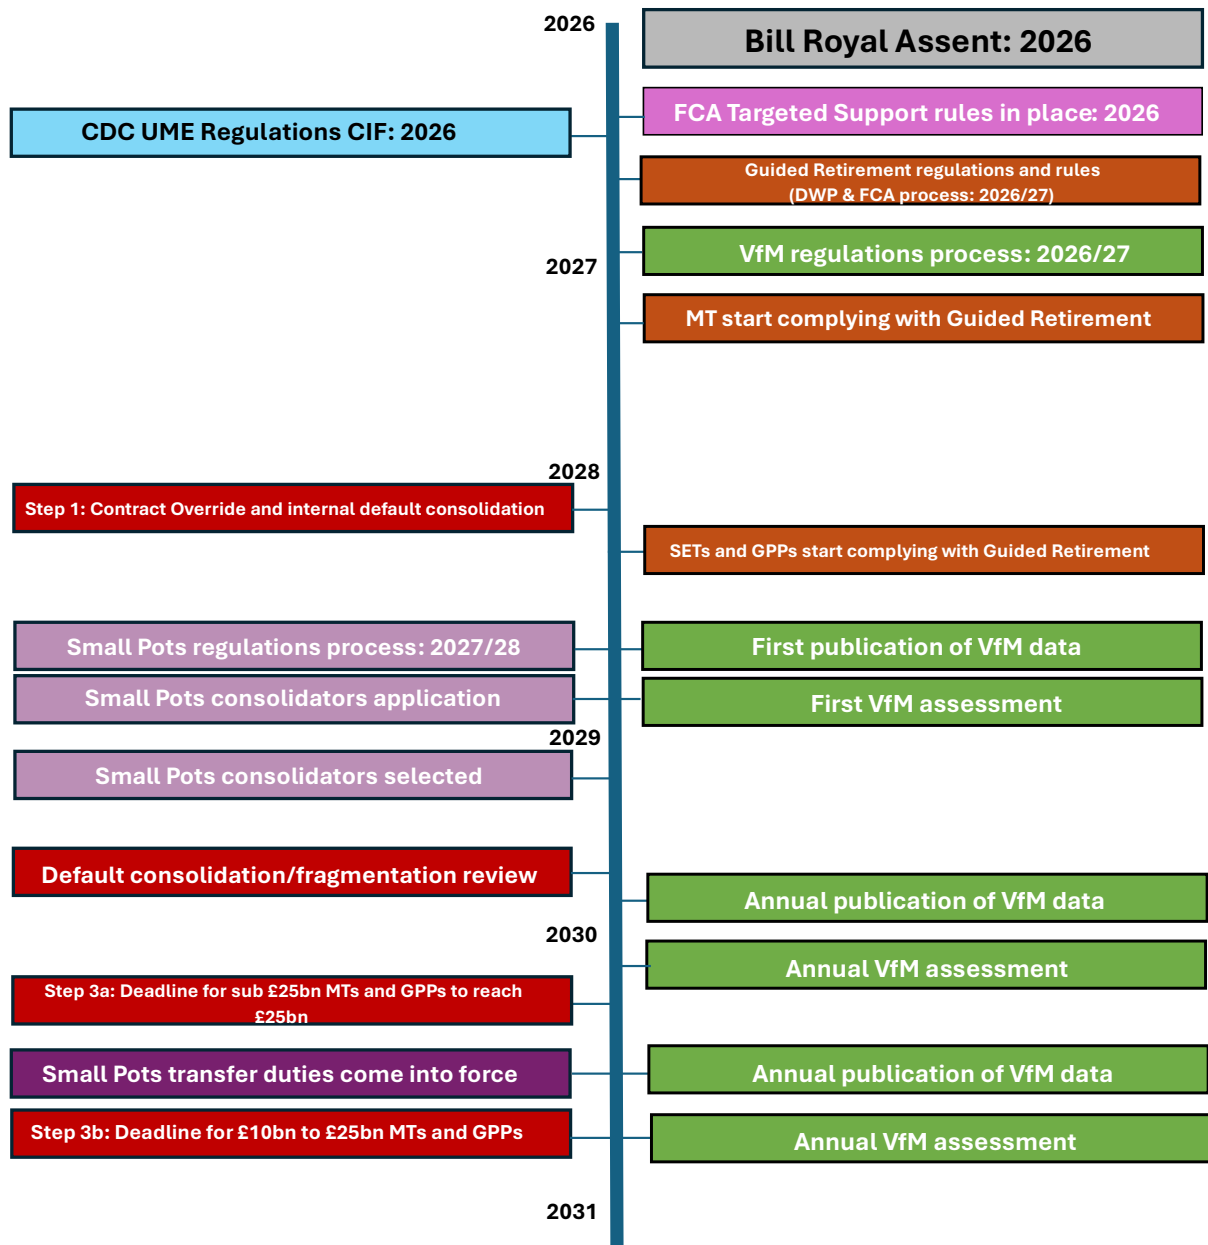 2026
Bill Royal Assent: 2026
FCA Targeted Support rules in place: 2026
CDC UME Regulations CIF: 2026
Guided Retirement regulations and rules
(DWP & FCA process: 2026/27)
VfM regulations process: 2026/27
2027
MT start complying with Guided Retirement
2028
Step 1: Contract Override and internal default consolidation
SETs and GPPs start complying with Guided Retirement
Small Pots regulations process: 2027/28
First publication of VfM data
Small Pots consolidators application
First VfM assessment
2029
Small Pots consolidators selected
Default consolidation/fragmentation review
Annual publication of VfM data
2030
Annual VfM assessment
Step 3a: Deadline for sub £25bn MTs and GPPs to reach
£25bn
Small Pots transfer duties come into force
Annual publication of VfM data
Step 3b: Deadline for £10bn to £25bn MTs and GPPs
Annual VfM assessment
2031